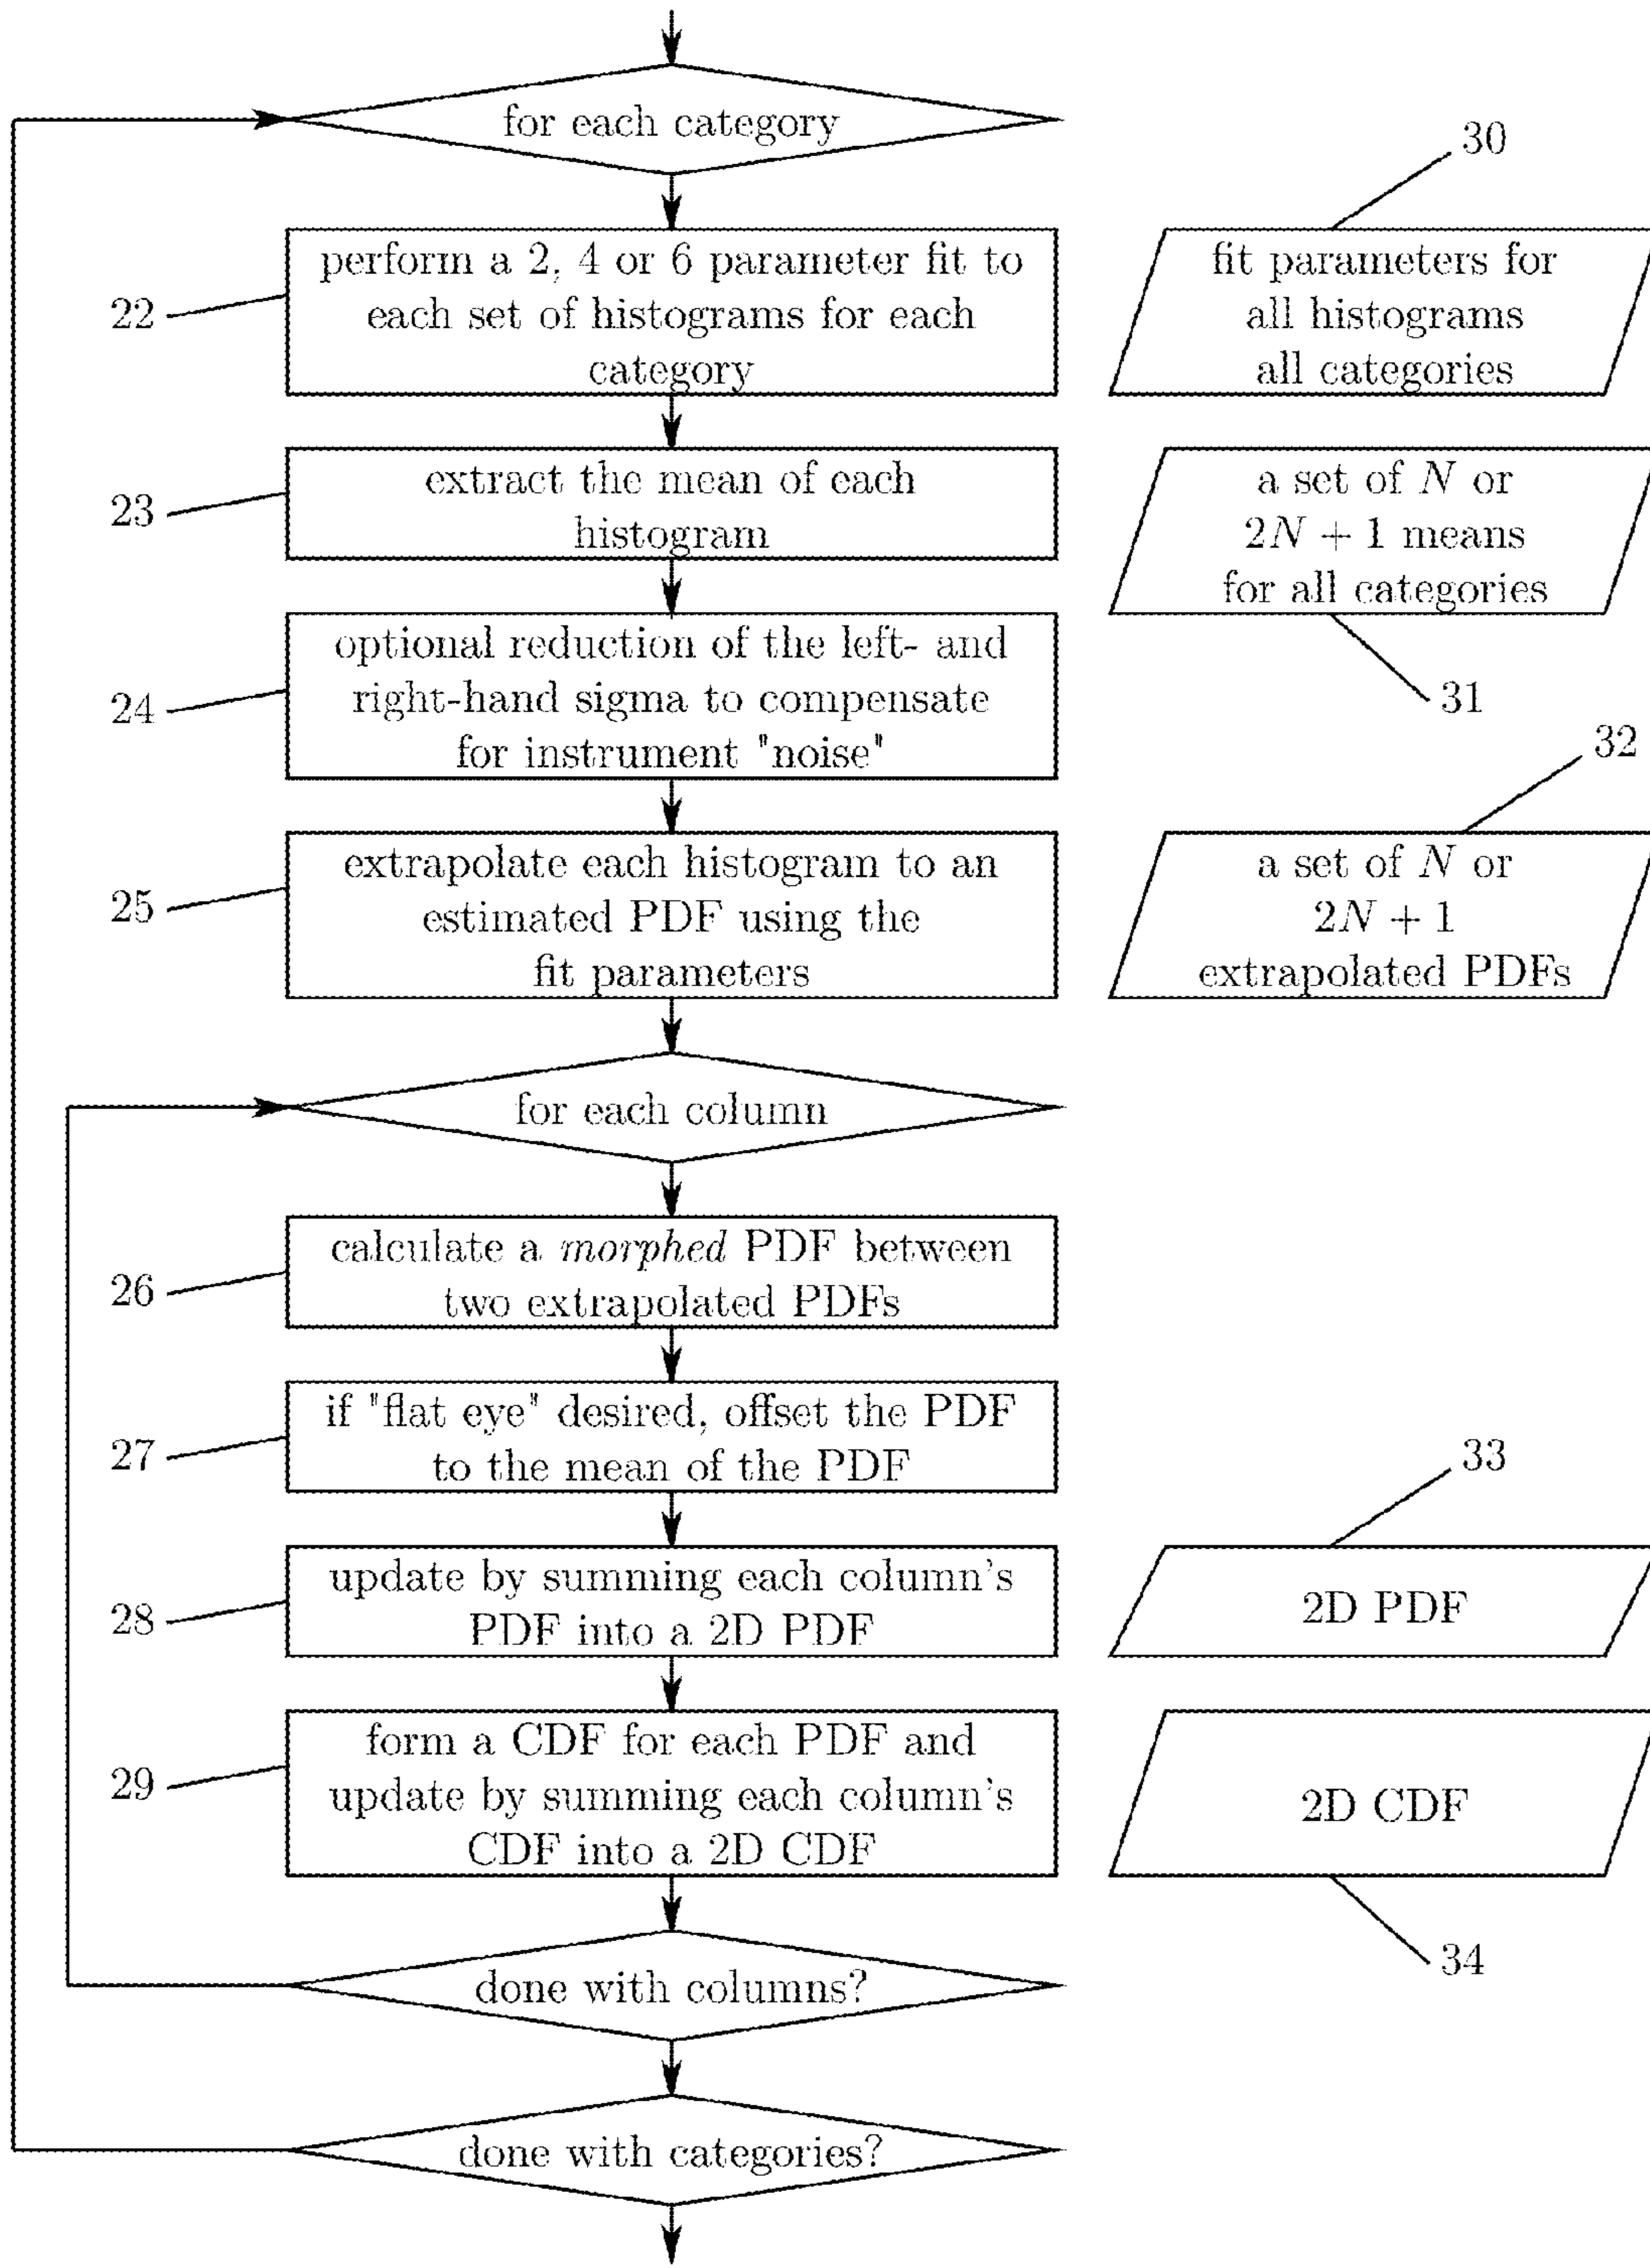 for each category
30
22
perform a 2, 4 or 6 parameter fit to
each set of histograms for each
category
fit parameters for
all histograms
all categories
23
extract the mean of each
histogram
a set of N or
2N + 1 means
for all categories
31
24
optional reduction of the left- and
right-hand sigma to compensate
for instrument "noise"
32
25
extrapolate each histogram to an
estimated PDF using the
fit parameters
a set of N or
2N + 1
extrapolated PDFs
for each column
26
calculate a morphed PDF between
two extrapolated PDFs
27
if "flat eye" desired, offset the PDF
to the mean of the PDF
33
28
update by summing each column's
PDF into a 2D PDF
2D PDF
29
form a CDF for each PDF and
update by summing each column's
CDF into a 2D CDF
2D CDF
34
done with columns?
done with categories?